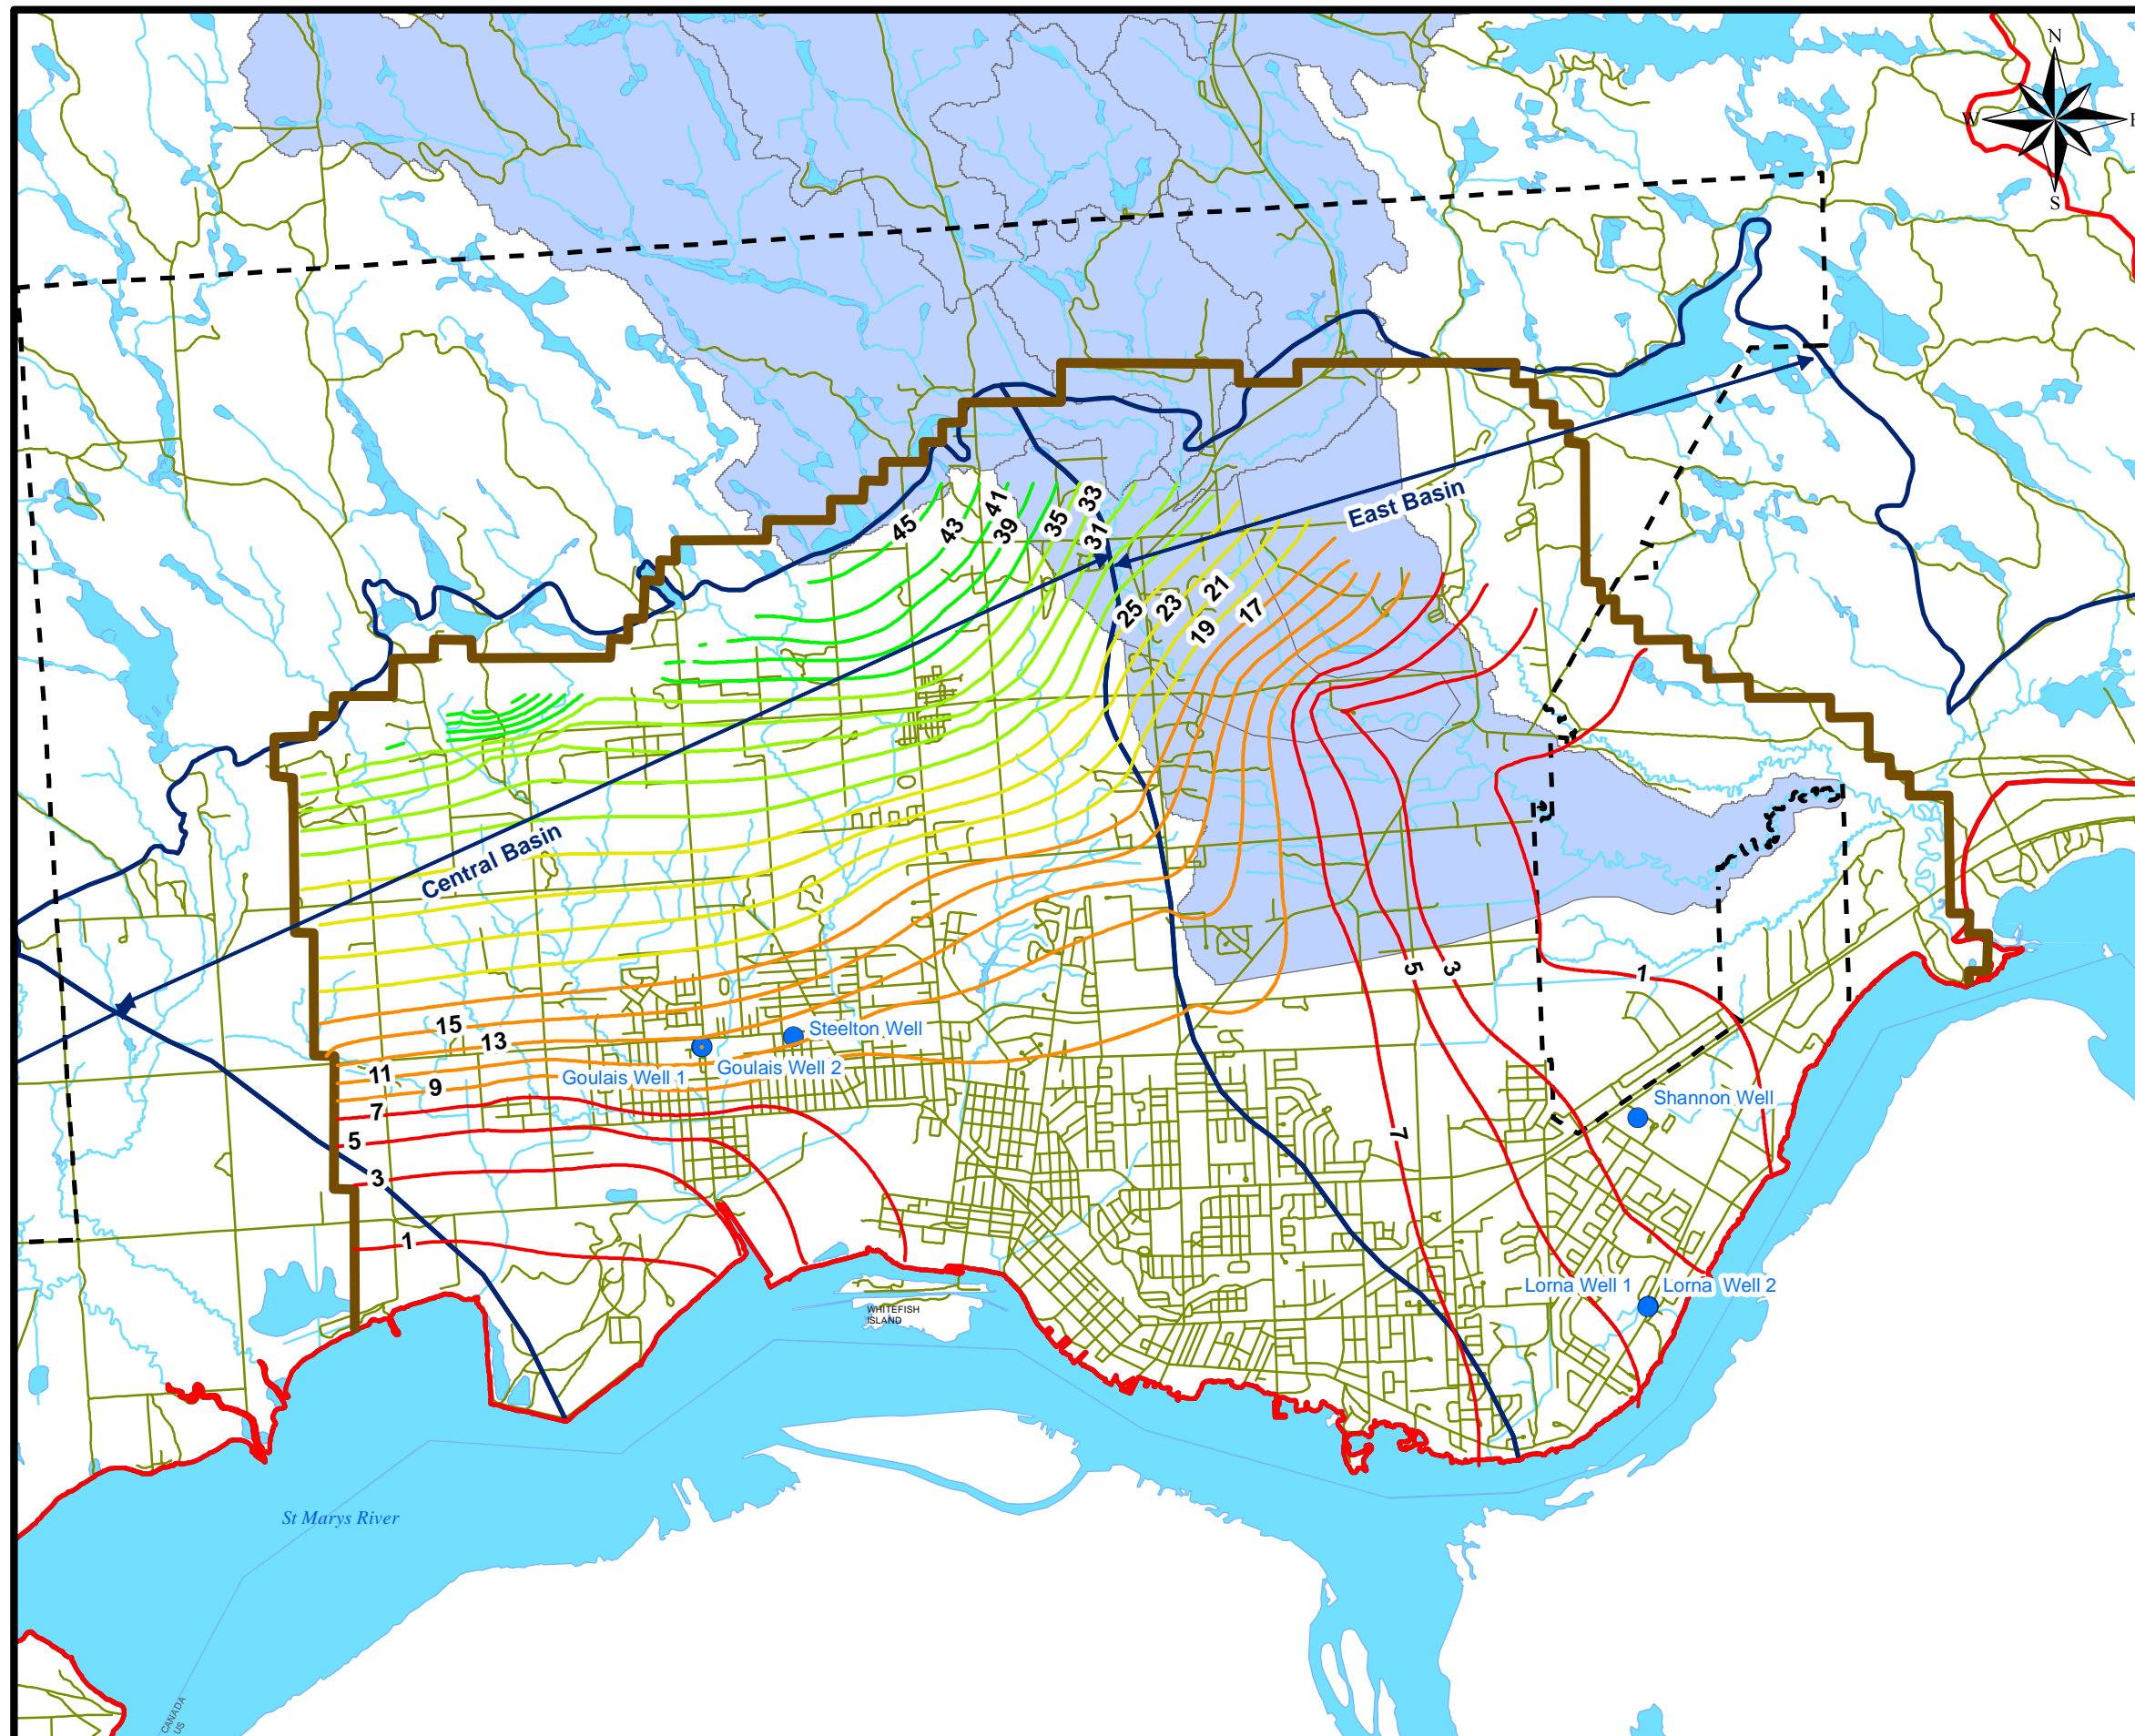 N
W
E
S
45
43
41
39
35
33
31
East Basin
25
23
21
19
17
Central Basin
15
13
11
9
7
5
3
1
5
3
1
7
Steelton Well
Goulais Well 1
Goulais Well 2
Shannon Well
Lorna Well 1
Lorna Well 2
WHITEFISH
ISLAND
St Marys River
CANADA
US